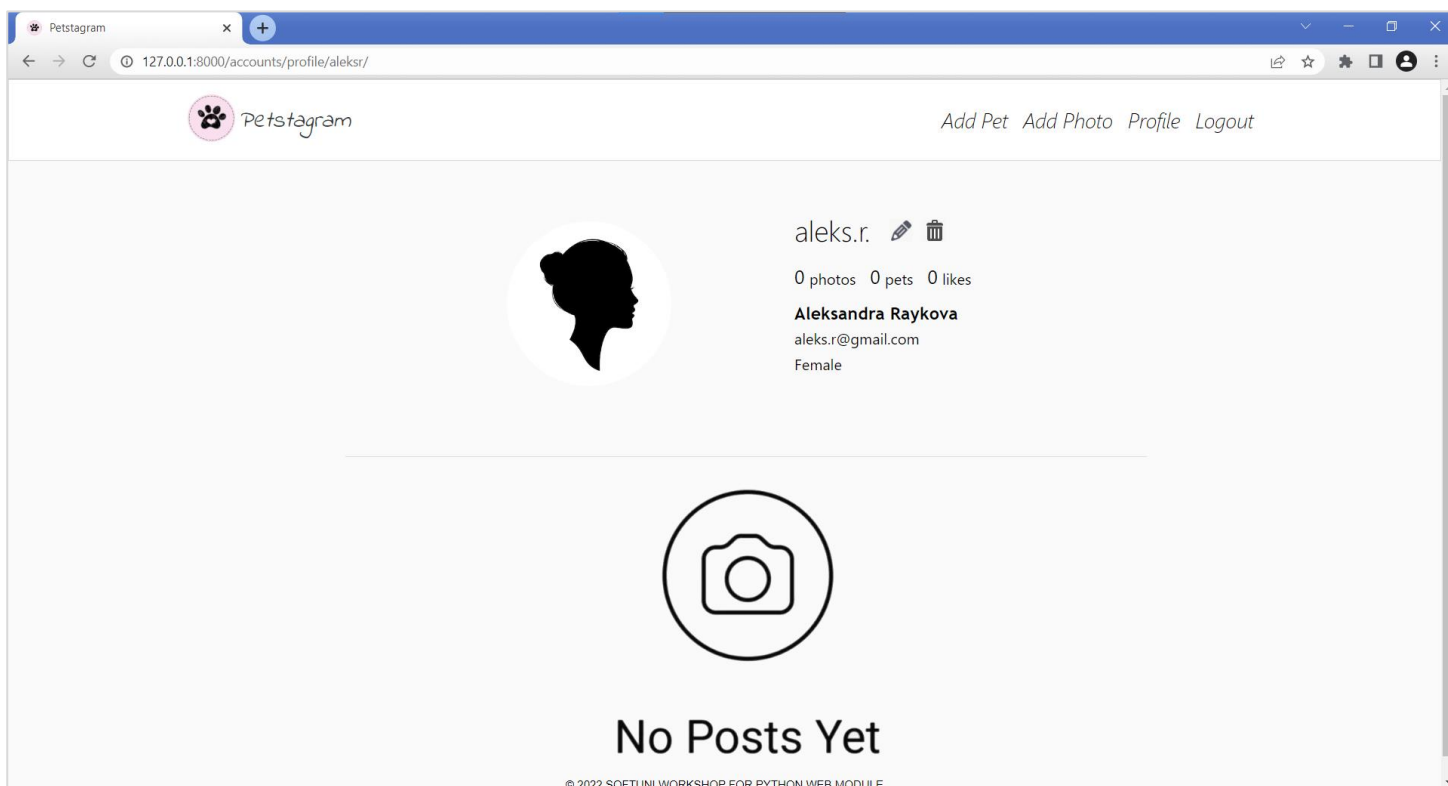 Petstagram
127.0.0.1:8000/accounts/profile/aleksr/
Petstagram Add Pet Add Photo Profile Logout
aleks.r.
0 photos 0 pets 0 likes
Aleksandra Raykova
aleks.r@gmail.com
Female
No Posts Yet
© 2022 SOFTUNI WORKSHOP FOR PYTHON WEB MODULE